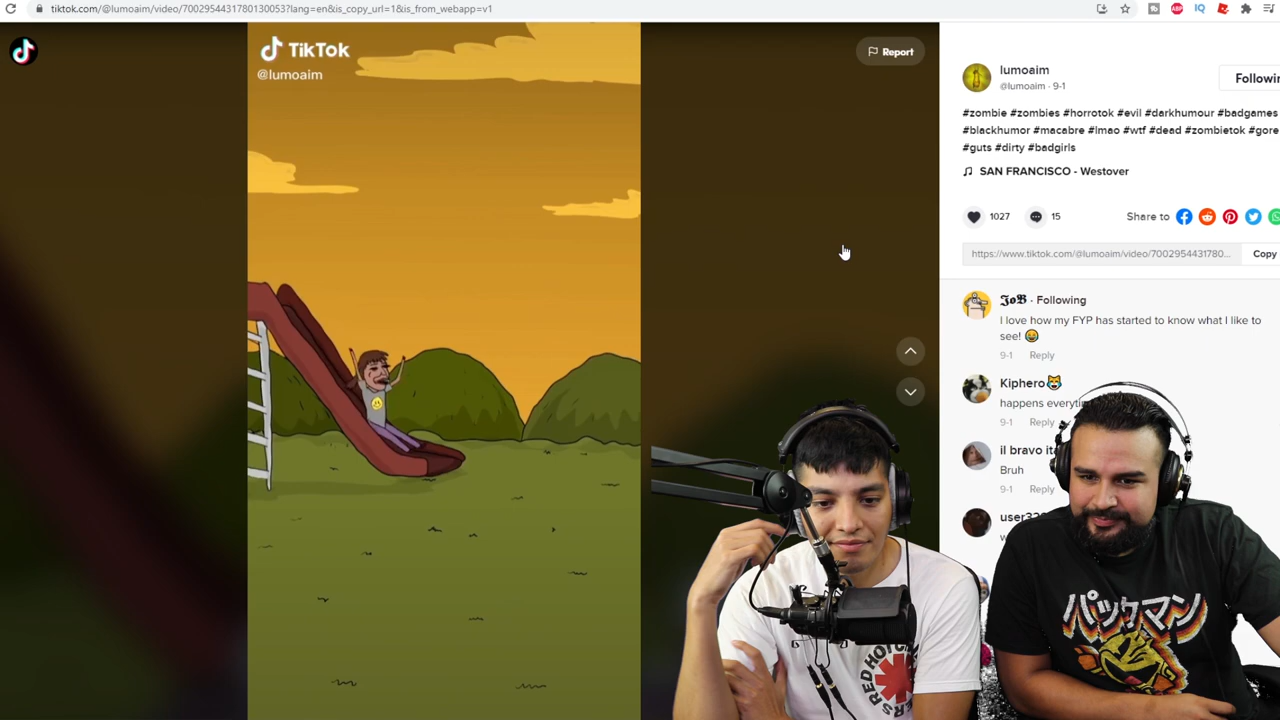 tiktok.com/@lumoaim/video/7002954431780130053?lang=en&is_copy_url=1&is_from_webapp=v1
TikTok
@lumoaim
Report
lumoaim
@lumoaim · 9-1
Followin
#zombie #zombies #horrotok #evil #darkhumour #badgames
#blackhumor #macabre #lmao #wtf #dead #zombietok #gore
#guts #dirty #badgirls
SAN FRANCISCO - Westover
1027
15
Share to
https://www.tiktok.com/@lumoaim/video/7002954431780...
Copy
𝕵𝖔𝕭 · Following
I love how my FYP has started to know what I like to
see! 😂
9-1 Reply
Kiphero😹
happens everyti
9-1 Reply
il bravo it
Bruh
9-1 Reply
パックマン
RED HOT